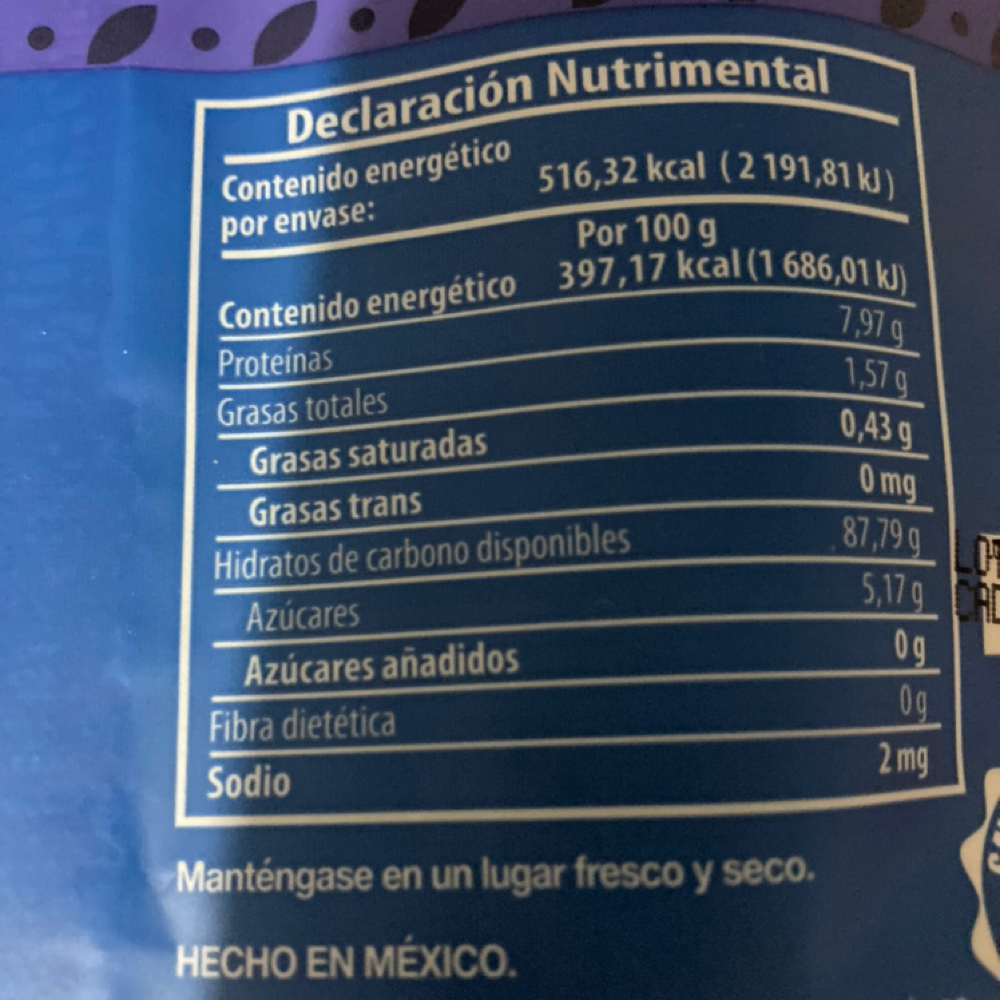 Declaración Nutrimental
Contenido energético
por envase:
516,32 kcal (2 191,81 kJ)
Por 100 g
Contenido energético 397,17 kcal (1 686,01 kJ)
Proteínas 7,97 g
Grasas totales 1,57 g
Grasas saturadas 0,43 g
Grasas trans 0 mg
Hidratos de carbono disponibles 87,79 g
Azúcares 5,17 g
Azúcares añadidos 0 g
Fibra dietética 0 g
Sodio 2 mg
Manténgase en un lugar fresco y seco.
HECHO EN MÉXICO.